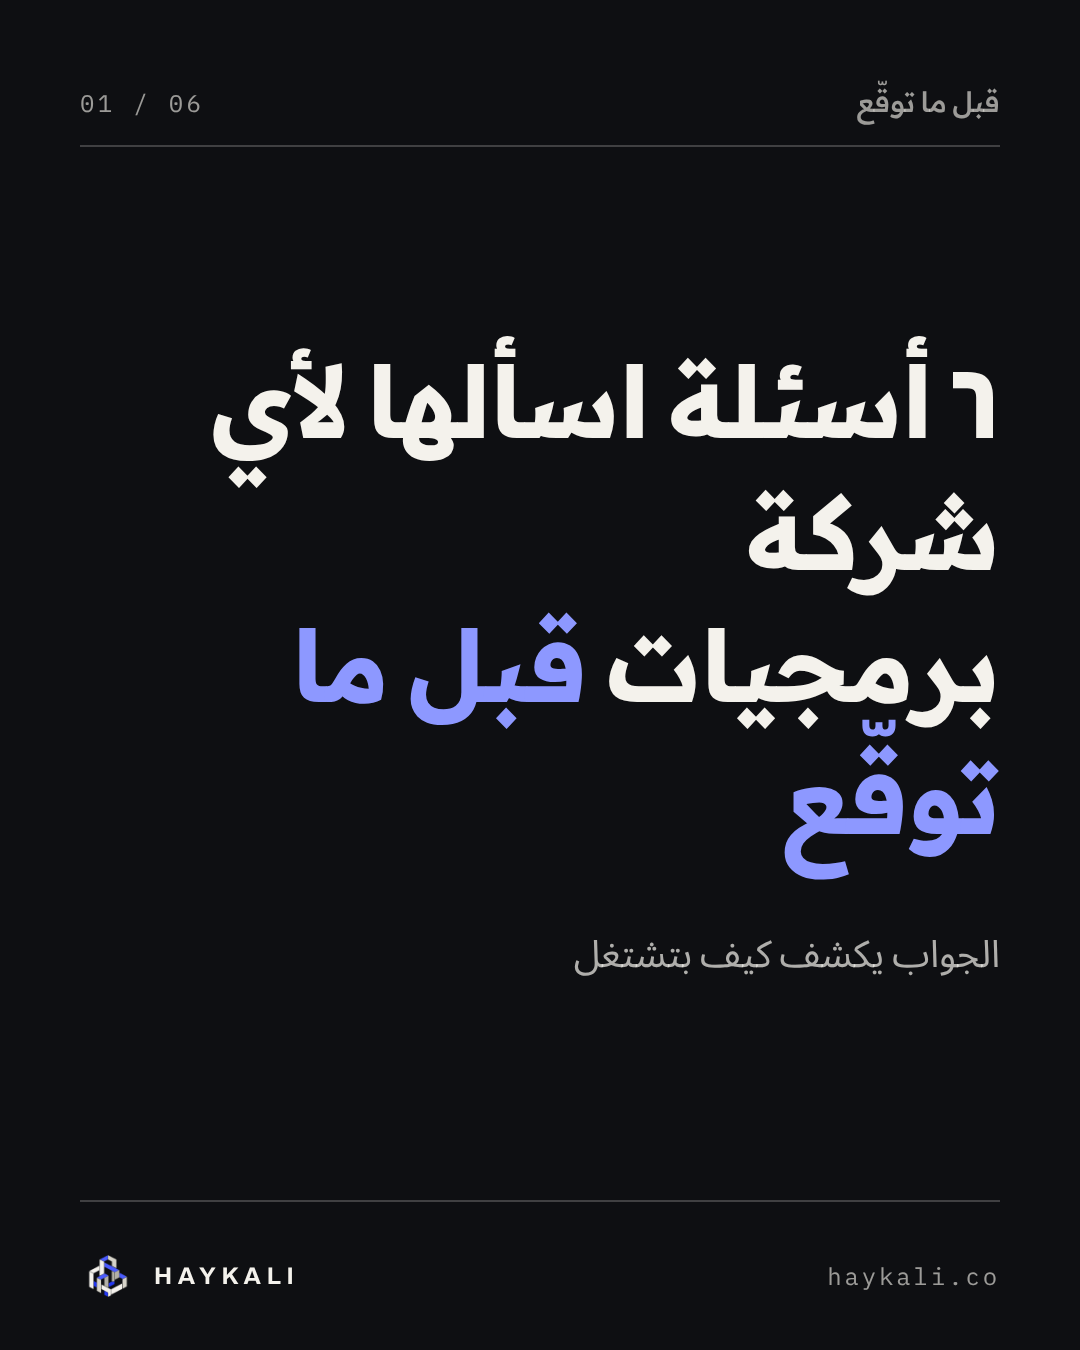 قبل ما توقّع
01 / 06
٦ أسئلة اسألها لأي
شركة
برمجيات قبل ما
توقّع
الجواب يكشف كيف بتشتغل
HAYKALI
haykali.co